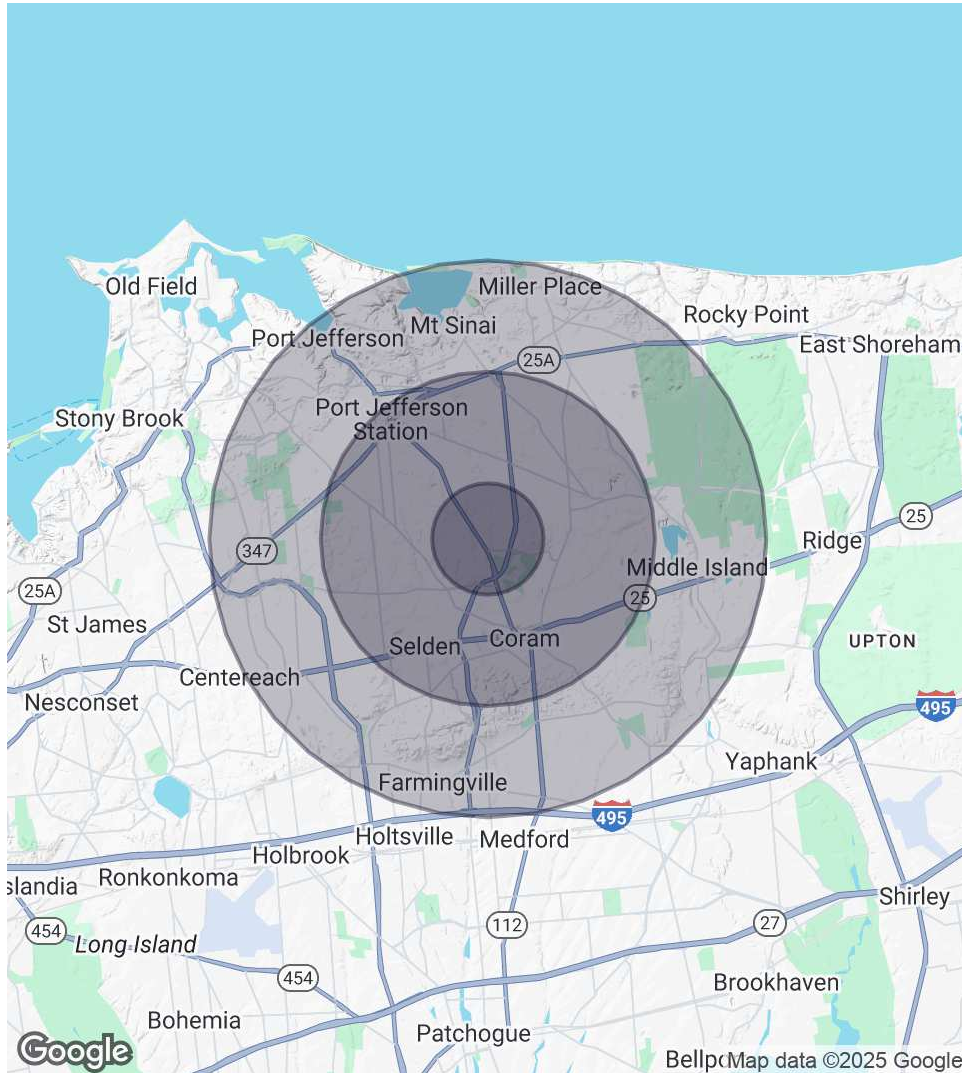 Old Field
Miller Place
Rocky Point
Mt Sinai
Port Jefferson
East Shoreham
25A
Port Jefferson
Station
Stony Brook
25
347
Ridge
Middle Island
25A
25
St James
Selden
Coram
UPTON
Centereach
Nesconset
495
Yaphank
Farmingville
495
Holtsville
Medford
Holbrook
Ronkonkoma
slandia
Shirley
112
27
454
Long Island
454
Brookhaven
Bohemia
Patchogue
Google
Bellpo
Map data ©2025 Google